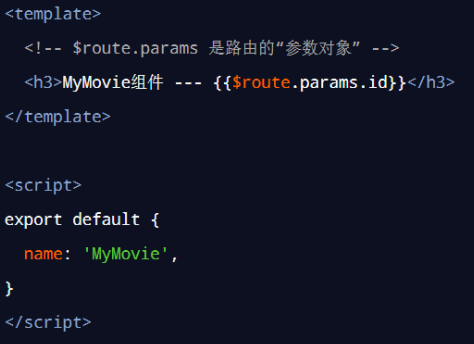 <template>
<!-- $route.params 是路由的“参数对象” -->
<h3>MyMovie组件 --- {{$route.params.id}}</h3>
</template>
<script>
export default {
name: 'MyMovie',
}
</script>